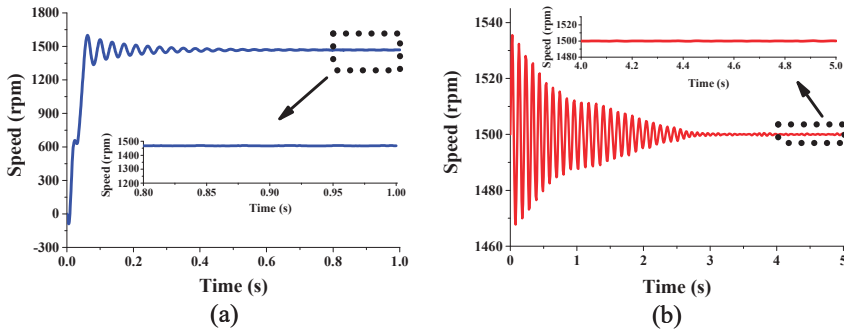 1800
1500
1200
900
600
300
0
-300
Speed (rpm)
0.0 0.2 0.4 0.6 0.8 1.0
Time (s)
1500
1400
1300
1200
Speed (rpm)
0.80 0.85 0.90 0.95 1.00
Time (s)
(a)
1540
1520
1500
1480
1460
Speed (rpm)
0 1 2 3 4 5
Time (s)
1520
1500
1480
Speed (rpm)
4.0 4.2 4.4 4.6 4.8 5.0
Time (s)
(b)